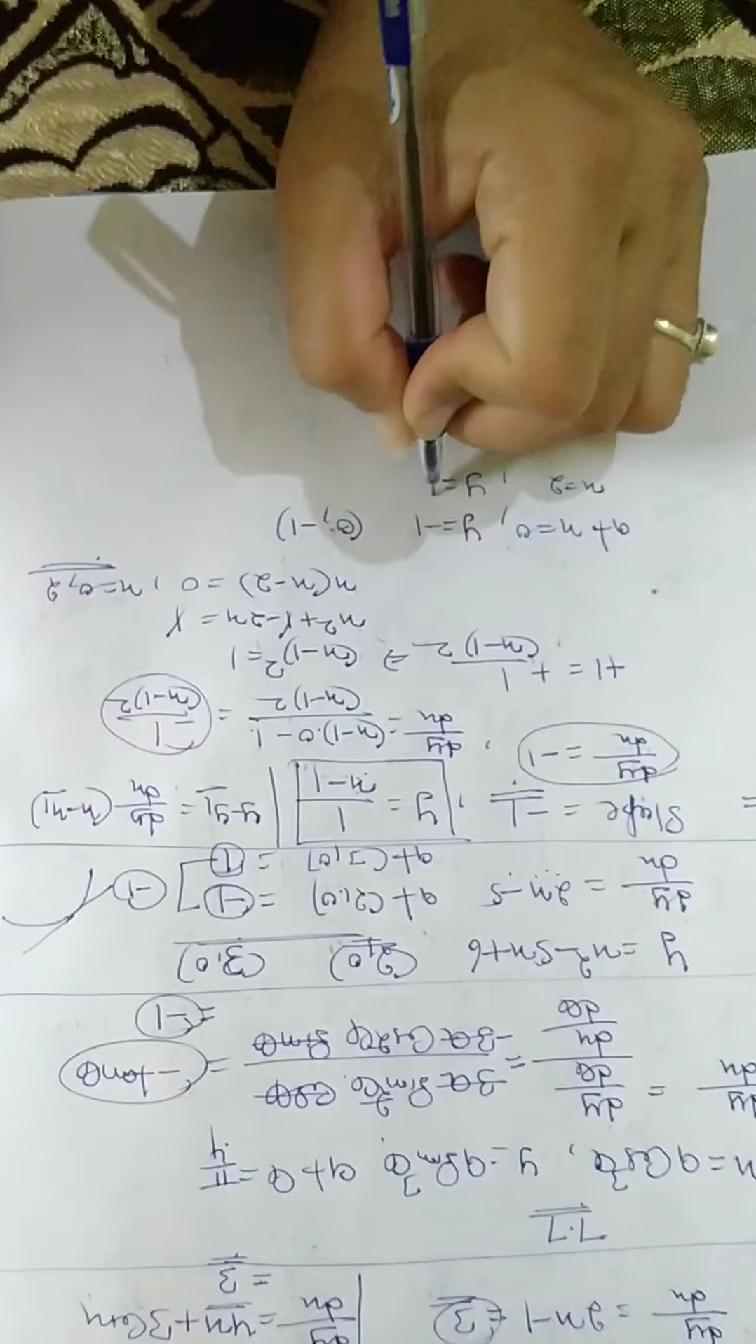 dy/dx = 2x-1 = 3 | dy/dx = 4x+3
= 3
7.7
x = a cos³θ, y = a sin³θ at θ = π/4
dy/dx = (dy/dθ)/(dx/dθ) = 3a sin²θ cosθ / -3a cos²θ sinθ = -tanθ
= -1
y = x²-5x+6 (2,0) (3,0)
dy/dx = 2x-5 at (2,0) = -1
at (3,0) = 1
-1
= Slope = -1, y = 1/(x-1) | y-y₁ = dy/dx (x-x₁)
dy/dx = -1, dy/dx = ((x-1)·0-1)/(x-1)² = -1/(x-1)²
+1 = +1/(x-1)² ⇒ (x-1)² = 1
x²+1-2x = 1
x(x-2) = 0, x = 0,2
at x=0, y=-1 (0,-1)
x=2, y=1